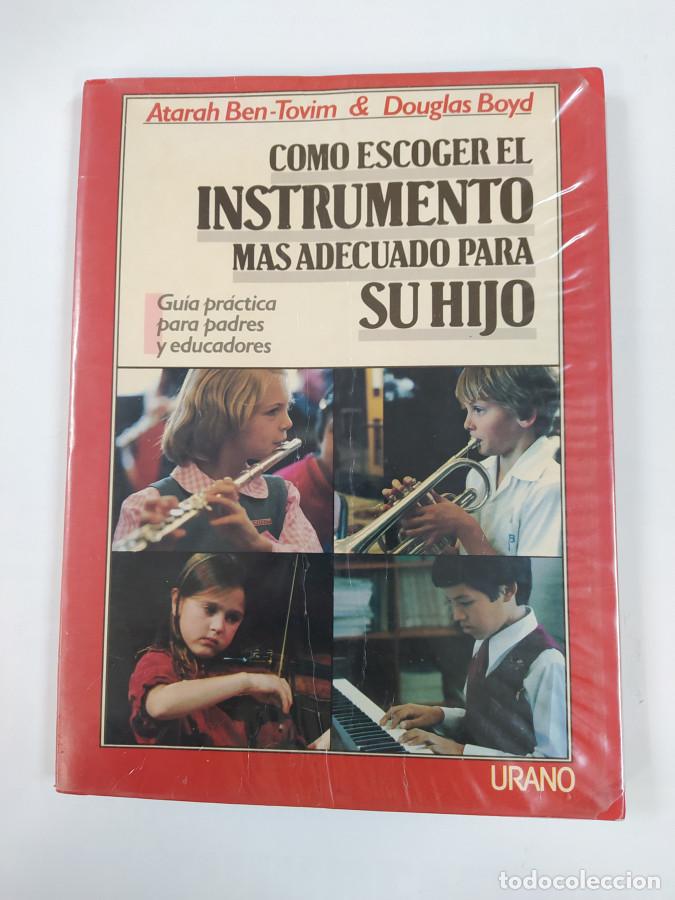 Atarah Ben-Tovim & Douglas Boyd
COMO ESCOGER EL
INSTRUMENTO
MAS ADECUADO PARA
SU HIJO
Guía práctica
para padres
y educadores
URANO
todocoleccion